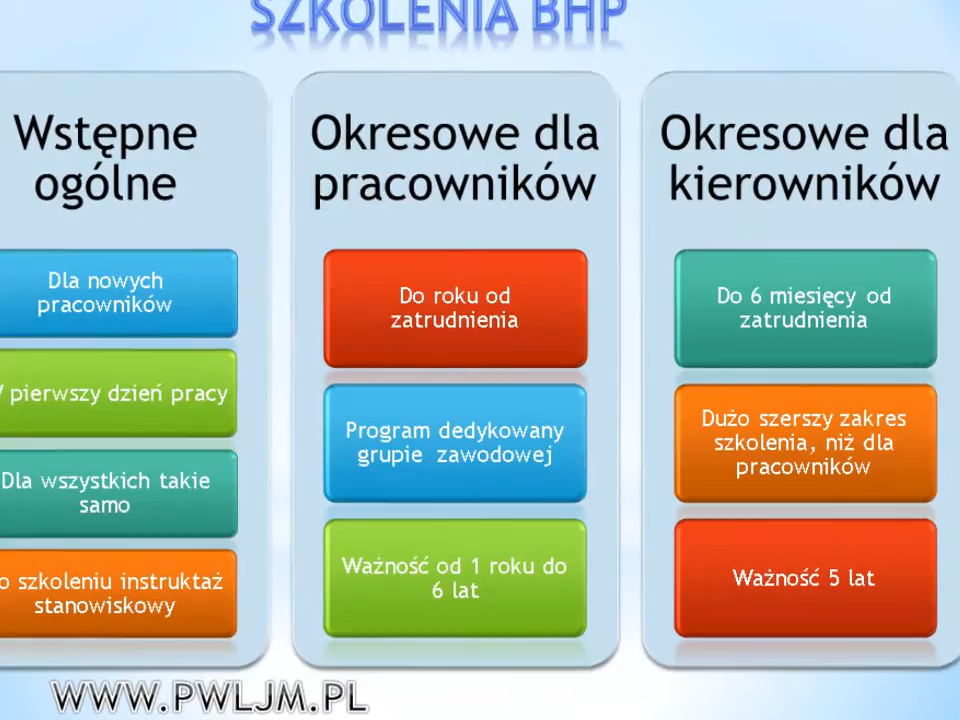 SZKOLENIA BHP
Wstępne
ogólne
Dla nowych
pracowników
pierwszy dzień pracy
Dla wszystkich takie
samo
szkoleniu instruktaż
stanowiskowy
Okresowe dla
pracowników
Do roku od
zatrudnienia
Program dedykowany
grupie zawodowej
Ważność od 1 roku do
6 lat
Okresowe dla
kierowników
Do 6 miesięcy od
zatrudnienia
Dużo szerszy zakres
szkolenia, niż dla
pracowników
Ważność 5 lat
WWW.PWLJM.PL